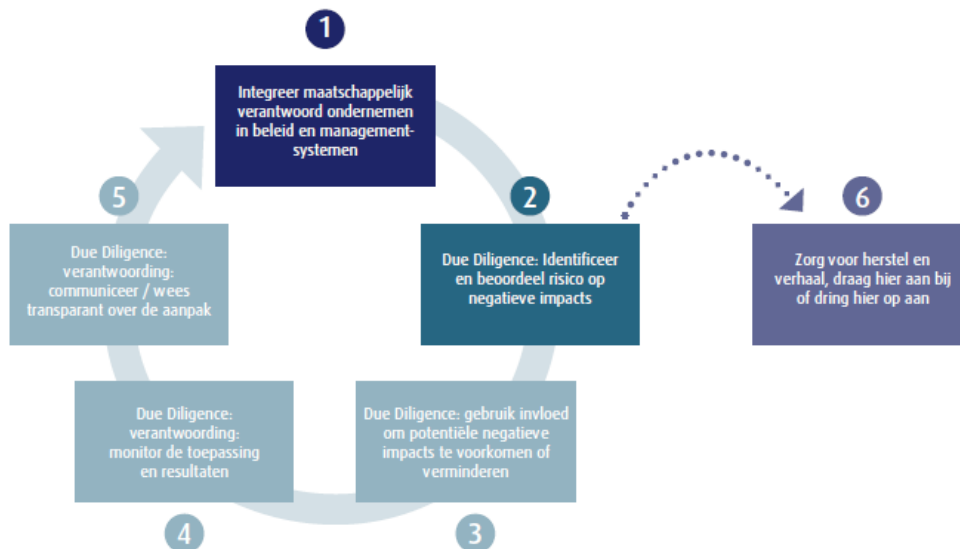 1
Integreer maatschappelijk
verantwoord ondernemen
in beleid en management-
systemen
2
Due Diligence: Identificeer
en beoordeel risico op
negatieve impacts
3
Due Diligence: gebruik invloed
om potentiële negatieve
impacts te voorkomen of
verminderen
4
Due Diligence:
verantwoording:
monitor de toepassing
en resultaten
5
Due Diligence:
verantwoording:
communiceer / wees
transparant over de aanpak
6
Zorg voor herstel en
verhaal, draag hier aan bij
of dring hier op aan